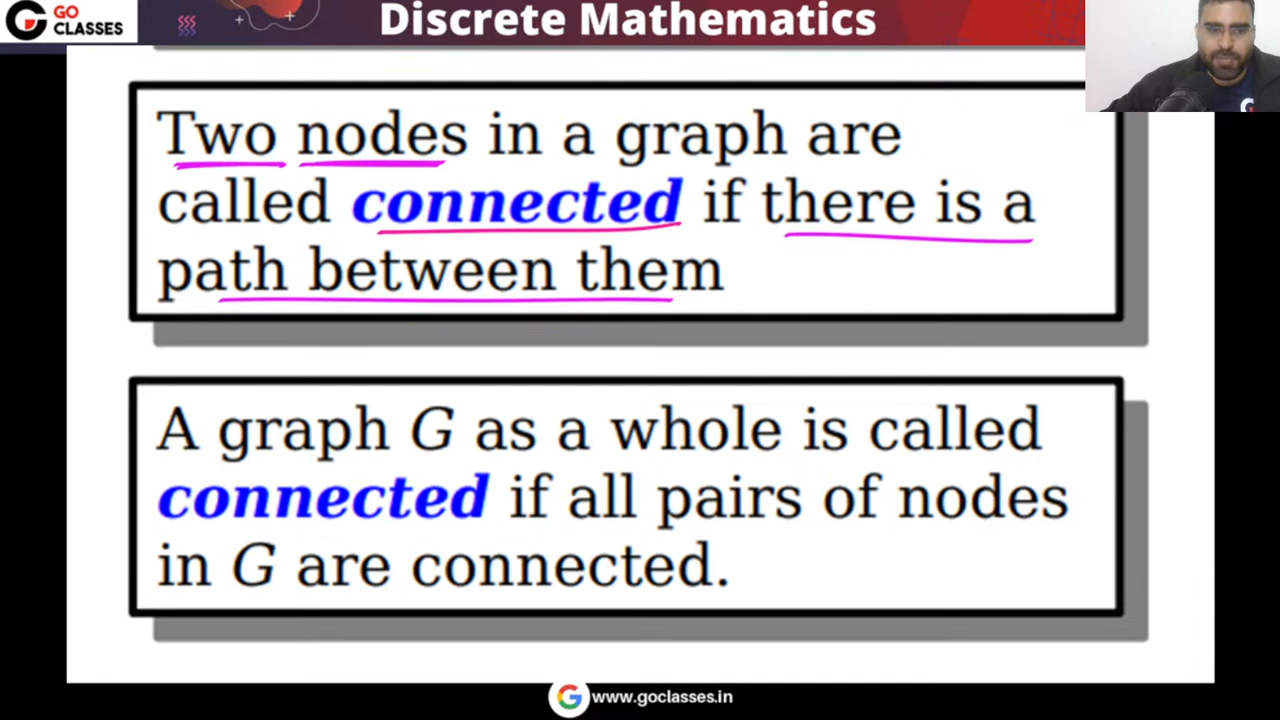 GO
CLASSES
Discrete Mathematics
Two nodes in a graph are
called connected if there is a
path between them
A graph G as a whole is called
connected if all pairs of nodes
in G are connected.
www.goclasses.in